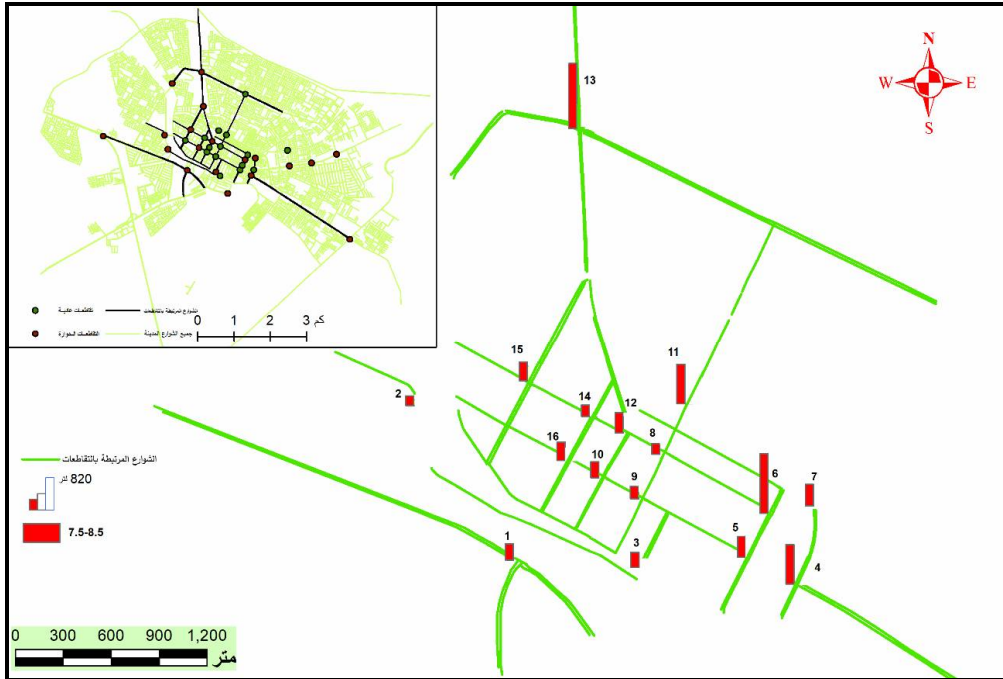 N
W E
S
13
تقاطعات عادية
الشوارع المرتبطة بالتقاطعات
التقاطعات المدورة
جميع الشوارع المدينة
0 1 2 3 كم
15
11
2
14
12
16
8
10
6
7
9
5
1
3
4
الشوارع المرتبطة بالتقاطعات
820 لتر
7.5-8.5
0 300 600 900 1,200
متر